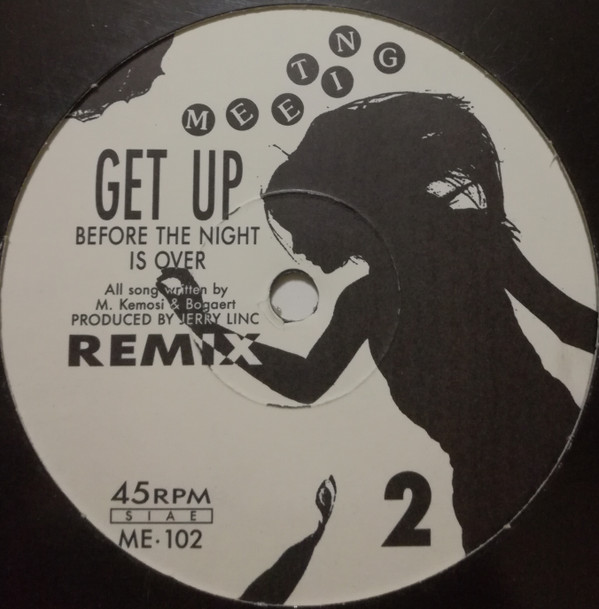 MEETING
GET UP
BEFORE THE NIGHT
IS OVER
All song written by
M. Kemosi & Bogaert
PRODUCED BY JERRY LINC
REMIX
45RPM
SIAE
ME·102
2